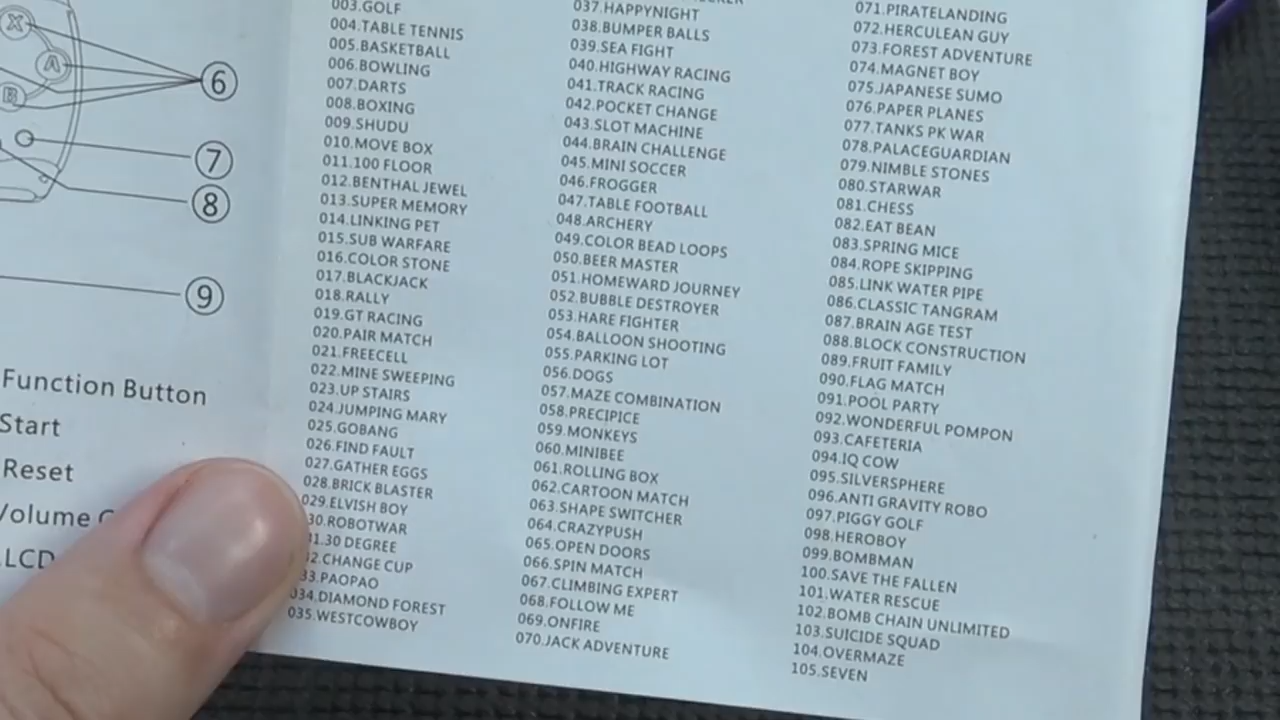 X
A
B
6
7
8
9
Function Button
Start
Reset
Volume
LCD
003.GOLF
004.TABLE TENNIS
005.BASKETBALL
006.BOWLING
007.DARTS
008.BOXING
009.SHUDU
010.MOVE BOX
011.100 FLOOR
012.BENTHAL JEWEL
013.SUPER MEMORY
014.LINKING PET
015.SUB WARFARE
016.COLOR STONE
017.BLACKJACK
018.RALLY
019.GT RACING
020.PAIR MATCH
021.FREECELL
022.MINE SWEEPING
023.UP STAIRS
024.JUMPING MARY
025.GOBANG
026.FIND FAULT
027.GATHER EGGS
028.BRICK BLASTER
029.ELVISH BOY
30.ROBOTWAR
31.30 DEGREE
32.CHANGE CUP
33.PAOPAO
034.DIAMOND FOREST
035.WESTCOWBOY
037.HAPPYNIGHT
038.BUMPER BALLS
039.SEA FIGHT
040.HIGHWAY RACING
041.TRACK RACING
042.POCKET CHANGE
043.SLOT MACHINE
044.BRAIN CHALLENGE
045.MINI SOCCER
046.FROGGER
047.TABLE FOOTBALL
048.ARCHERY
049.COLOR BEAD LOOPS
050.BEER MASTER
051.HOMEWARD JOURNEY
052.BUBBLE DESTROYER
053.HARE FIGHTER
054.BALLOON SHOOTING
055.PARKING LOT
056.DOGS
057.MAZE COMBINATION
058.PRECIPICE
059.MONKEYS
060.MINIBEE
061.ROLLING BOX
062.CARTOON MATCH
063.SHAPE SWITCHER
064.CRAZYPUSH
065.OPEN DOORS
066.SPIN MATCH
067.CLIMBING EXPERT
068.FOLLOW ME
069.ONFIRE
070.JACK ADVENTURE
071.PIRATELANDING
072.HERCULEAN GUY
073.FOREST ADVENTURE
074.MAGNET BOY
075.JAPANESE SUMO
076.PAPER PLANES
077.TANKS PK WAR
078.PALACEGUARDIAN
079.NIMBLE STONES
080.STARWAR
081.CHESS
082.EAT BEAN
083.SPRING MICE
084.ROPE SKIPPING
085.LINK WATER PIPE
086.CLASSIC TANGRAM
087.BRAIN AGE TEST
088.BLOCK CONSTRUCTION
089.FRUIT FAMILY
090.FLAG MATCH
091.POOL PARTY
092.WONDERFUL POMPON
093.CAFETERIA
094.IQ COW
095.SILVERSPHERE
096.ANTI GRAVITY ROBO
097.PIGGY GOLF
098.HEROBOY
099.BOMBMAN
100.SAVE THE FALLEN
101.WATER RESCUE
102.BOMB CHAIN UNLIMITED
103.SUICIDE SQUAD
104.OVERMAZE
105.SEVEN